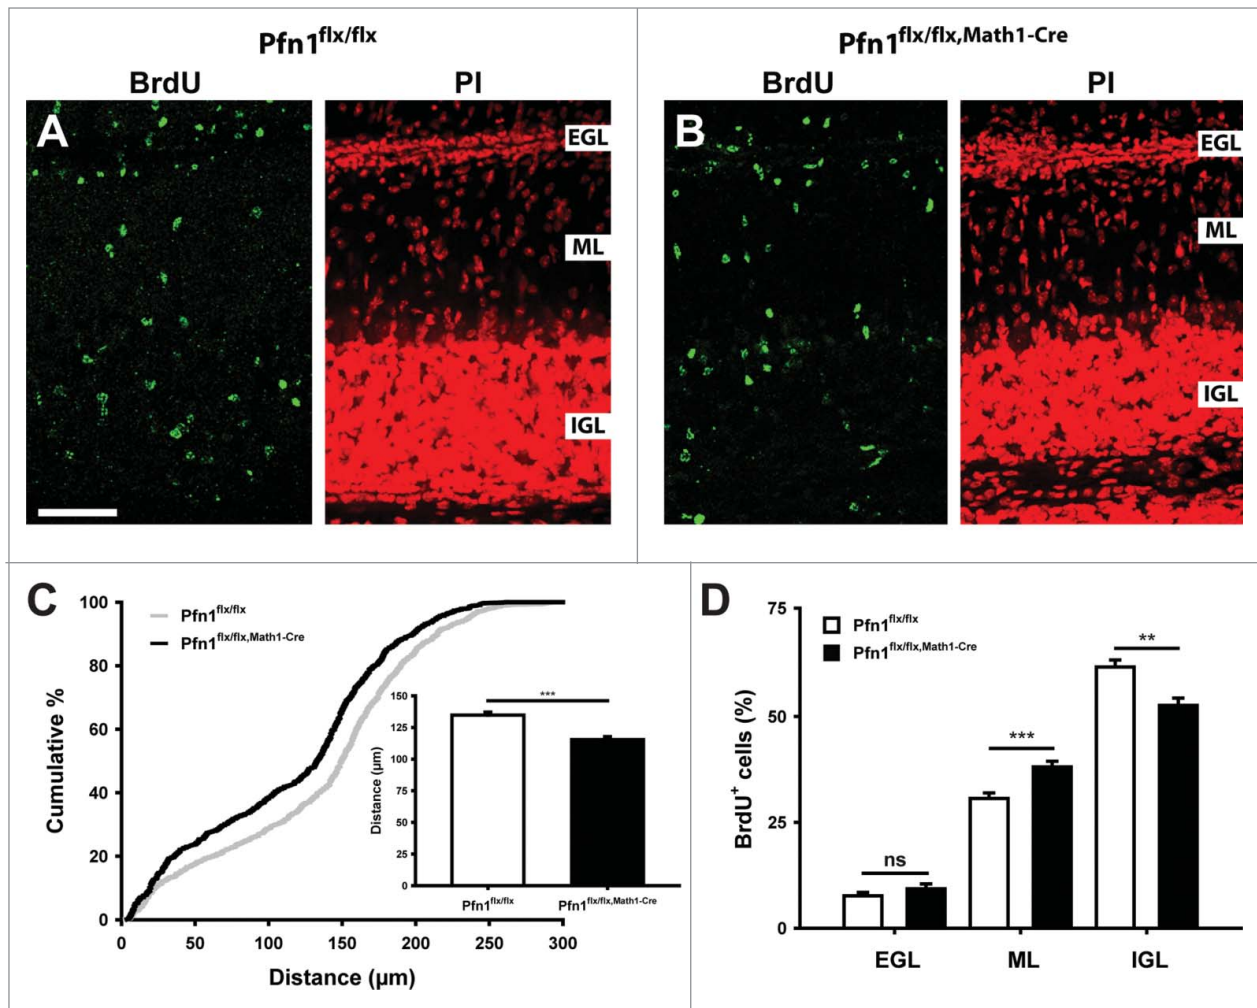 Pfn1flx/flx
BrdU PI
A
EGL
ML
IGL
Pfn1flx/flx,Math1-Cre
BrdU PI
B
EGL
ML
IGL
C
Pfn1flx/flx
Pfn1flx/flx,Math1-Cre
Cumulative %
100
80
60
40
20
0
0 50 100 150 200 250 300
Distance (µm)
Distance (µm)
150
125
100
75
50
25
0
***
Pfn1flx/flx Pfn1flx/flx,Math1-Cre
D
Pfn1flx/flx
Pfn1flx/flx,Math1-Cre
BrdU+ cells (%)
75
50
25
0
ns
***
**
EGL ML IGL